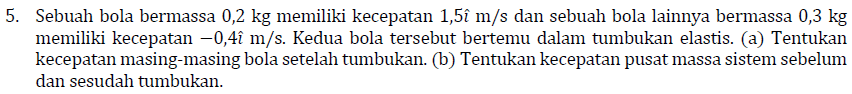 5. Sebuah bola bermassa 0,2 kg memiliki kecepatan 1,5î m/s dan sebuah bola lainnya bermassa 0,3 kg
memiliki kecepatan −0,4î m/s. Kedua bola tersebut bertemu dalam tumbukan elastis. (a) Tentukan
kecepatan masing-masing bola setelah tumbukan. (b) Tentukan kecepatan pusat massa sistem sebelum
dan sesudah tumbukan.